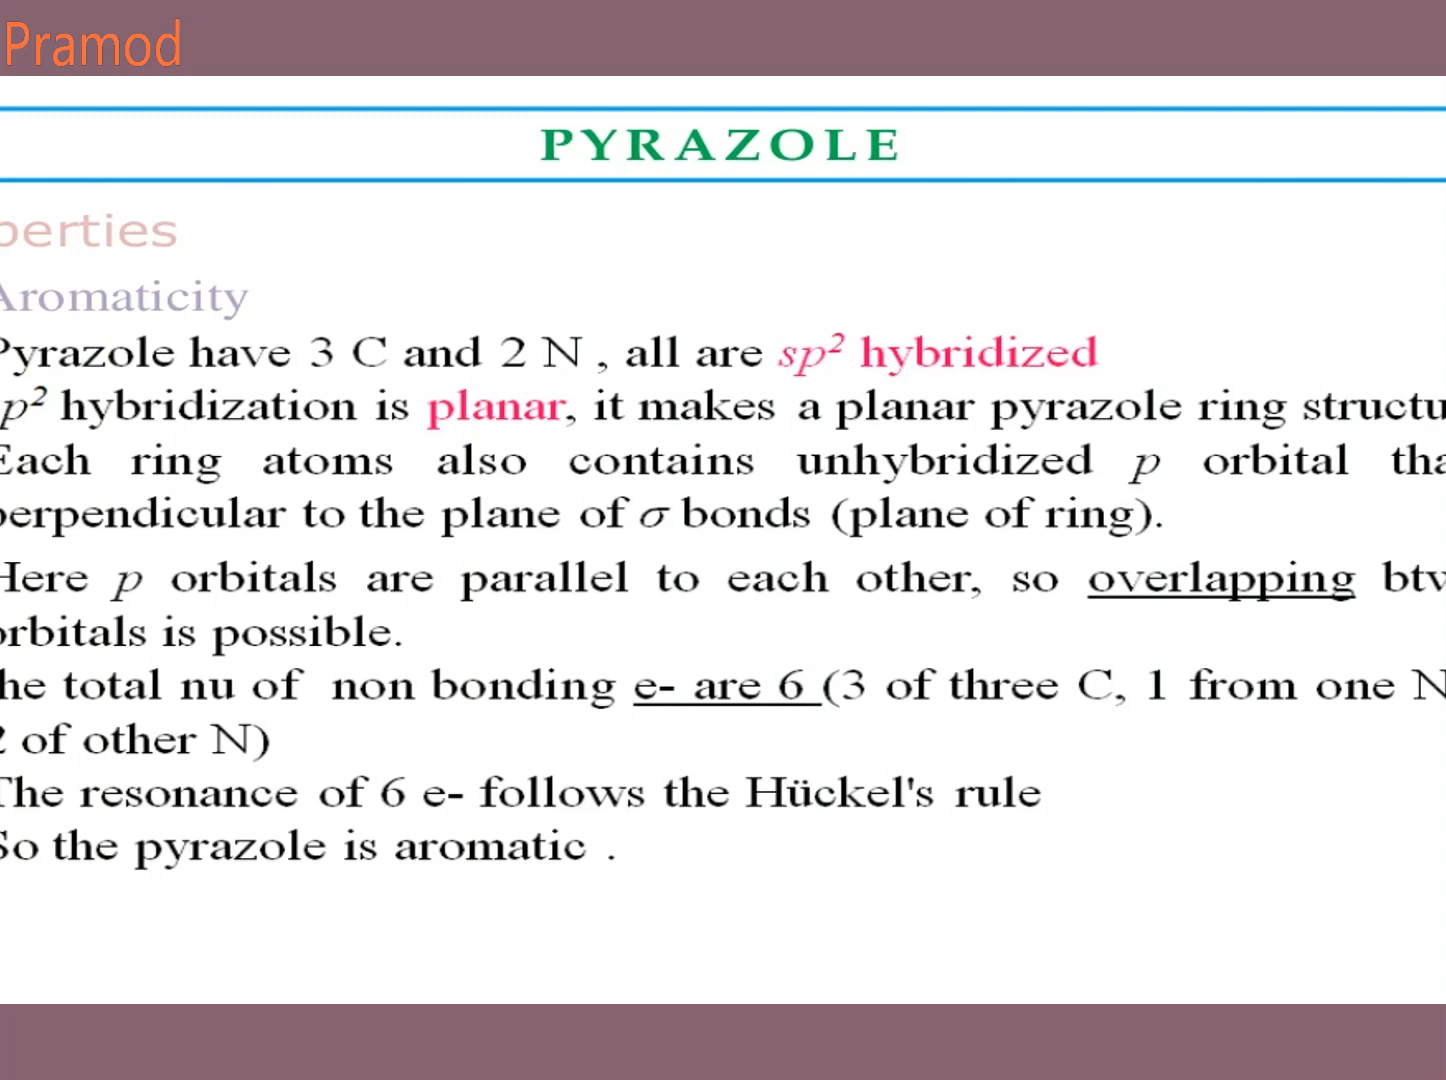 Pramod
PYRAZOLE
perties
Aromaticity
Pyrazole have 3 C and 2 N , all are sp² hybridized
p² hybridization is planar, it makes a planar pyrazole ring structu
Each ring atoms also contains unhybridized p orbital tha
perpendicular to the plane of σ bonds (plane of ring).
Here p orbitals are parallel to each other, so overlapping btw
orbitals is possible.
he total nu of non bonding e- are 6 (3 of three C, 1 from one N
2 of other N)
The resonance of 6 e- follows the Hückel's rule
So the pyrazole is aromatic .